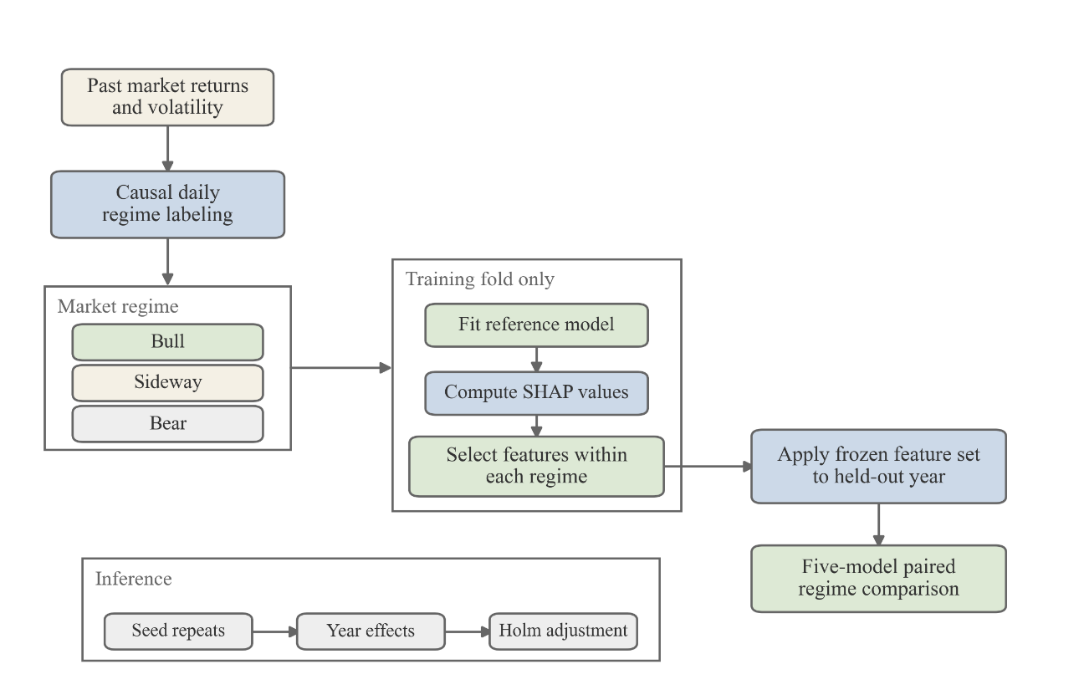 Past market returns
and volatility
Causal daily
regime labeling
Market regime
Bull
Sideway
Bear
Training fold only
Fit reference model
Compute SHAP values
Select features within
each regime
Apply frozen feature set
to held-out year
Five-model paired
regime comparison
Inference
Seed repeats
Year effects
Holm adjustment